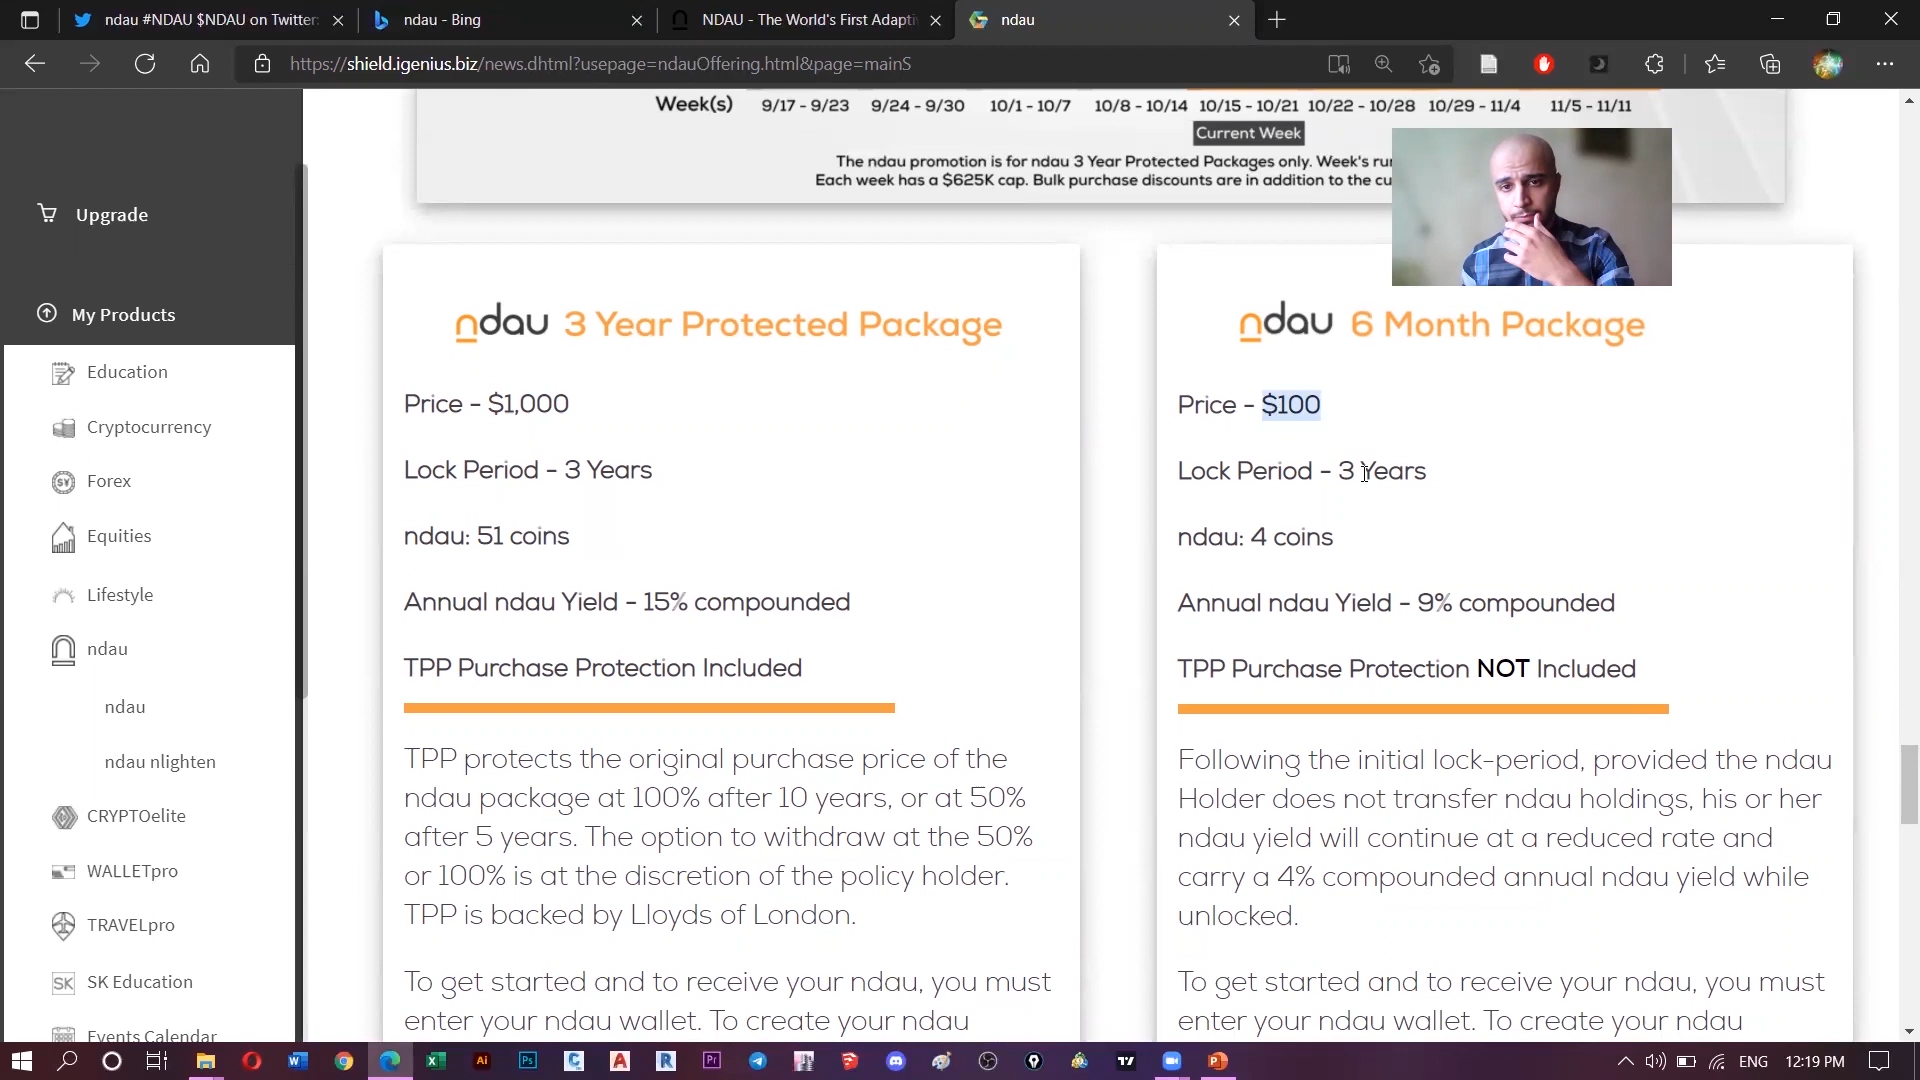 ndau #NDAU $NDAU on Twitter
ndau - Bing
NDAU - The World's First Adapti
ndau
https://shield.igenius.biz/news.dhtml?usepage=ndauOffering.html&page=mainS
Upgrade
My Products
Education
Cryptocurrency
Forex
Equities
Lifestyle
ndau
ndau
ndau nlighten
CRYPTOelite
WALLETpro
TRAVELpro
SK
SK Education
Events Calendar
Week(s) 9/17 - 9/23 9/24 - 9/30 10/1 - 10/7 10/8 - 10/14 10/15 - 10/21 10/22 - 10/28 10/29 - 11/4 11/5 - 11/11
Current Week
The ndau promotion is for ndau 3 Year Protected Packages only. Week's
Each week has a $625K cap. Bulk purchase discounts are in addition to the
ndau 3 Year Protected Package
Price - $1,000
Lock Period - 3 Years
ndau: 51 coins
Annual ndau Yield - 15% compounded
TPP Purchase Protection Included
TPP protects the original purchase price of the
ndau package at 100% after 10 years, or at 50%
after 5 years. The option to withdraw at the 50%
or 100% is at the discretion of the policy holder.
TPP is backed by Lloyds of London.
To get started and to receive your ndau, you must
enter your ndau wallet. To create your ndau
ndau 6 Month Package
Price - $100
Lock Period - 3 Years
ndau: 4 coins
Annual ndau Yield - 9% compounded
TPP Purchase Protection NOT Included
Following the initial lock-period, provided the ndau
Holder does not transfer ndau holdings, his or her
ndau yield will continue at a reduced rate and
carry a 4% compounded annual ndau yield while
unlocked.
To get started and to receive your ndau, you must
enter your ndau wallet. To create your ndau
ENG
12:19 PM